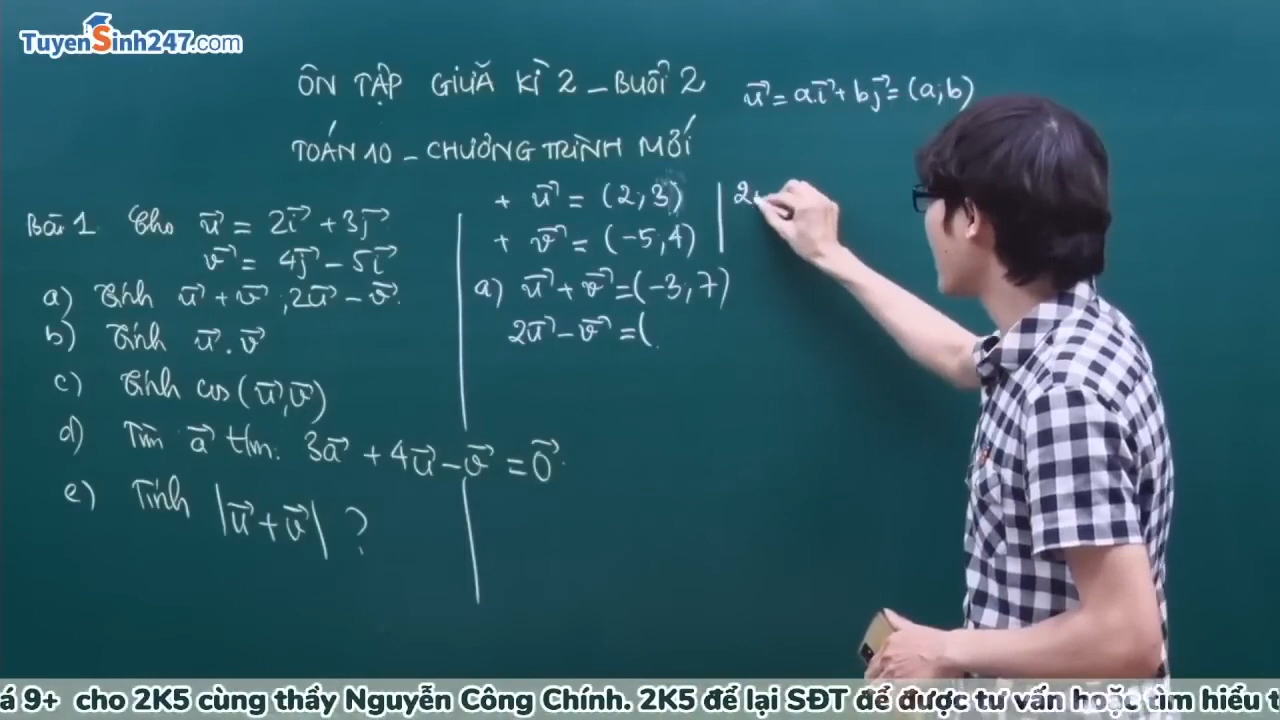 TuyenSinh247.com
ÔN TẬP GIỮA KÌ 2 - BUỔI 2
TOÁN 10 - CHƯƠNG TRÌNH MỚI
u⃗ = a.i⃗ + bj⃗ = (a;b)
Bài 1 Cho u⃗ = 2i⃗ + 3j⃗
v⃗ = 4j⃗ - 5i⃗
a) Tính u⃗ + v⃗ , 2u⃗ - v⃗.
b) Tính u⃗ . v⃗
c) Tính cos(u⃗, v⃗)
d) Tìm a⃗ t/m. 3a⃗ + 4u⃗ - v⃗ = 0⃗.
e) Tính |u⃗ + v⃗| ?
+ u⃗ = (2; 3)
+ v⃗ = (-5, 4)
a) u⃗ + v⃗ = (-3, 7)
2u⃗ - v⃗ = (
2
á 9+ cho 2K5 cùng thầy Nguyễn Công Chính. 2K5 để lại SĐT để được tư vấn hoặc tìm hiểu t